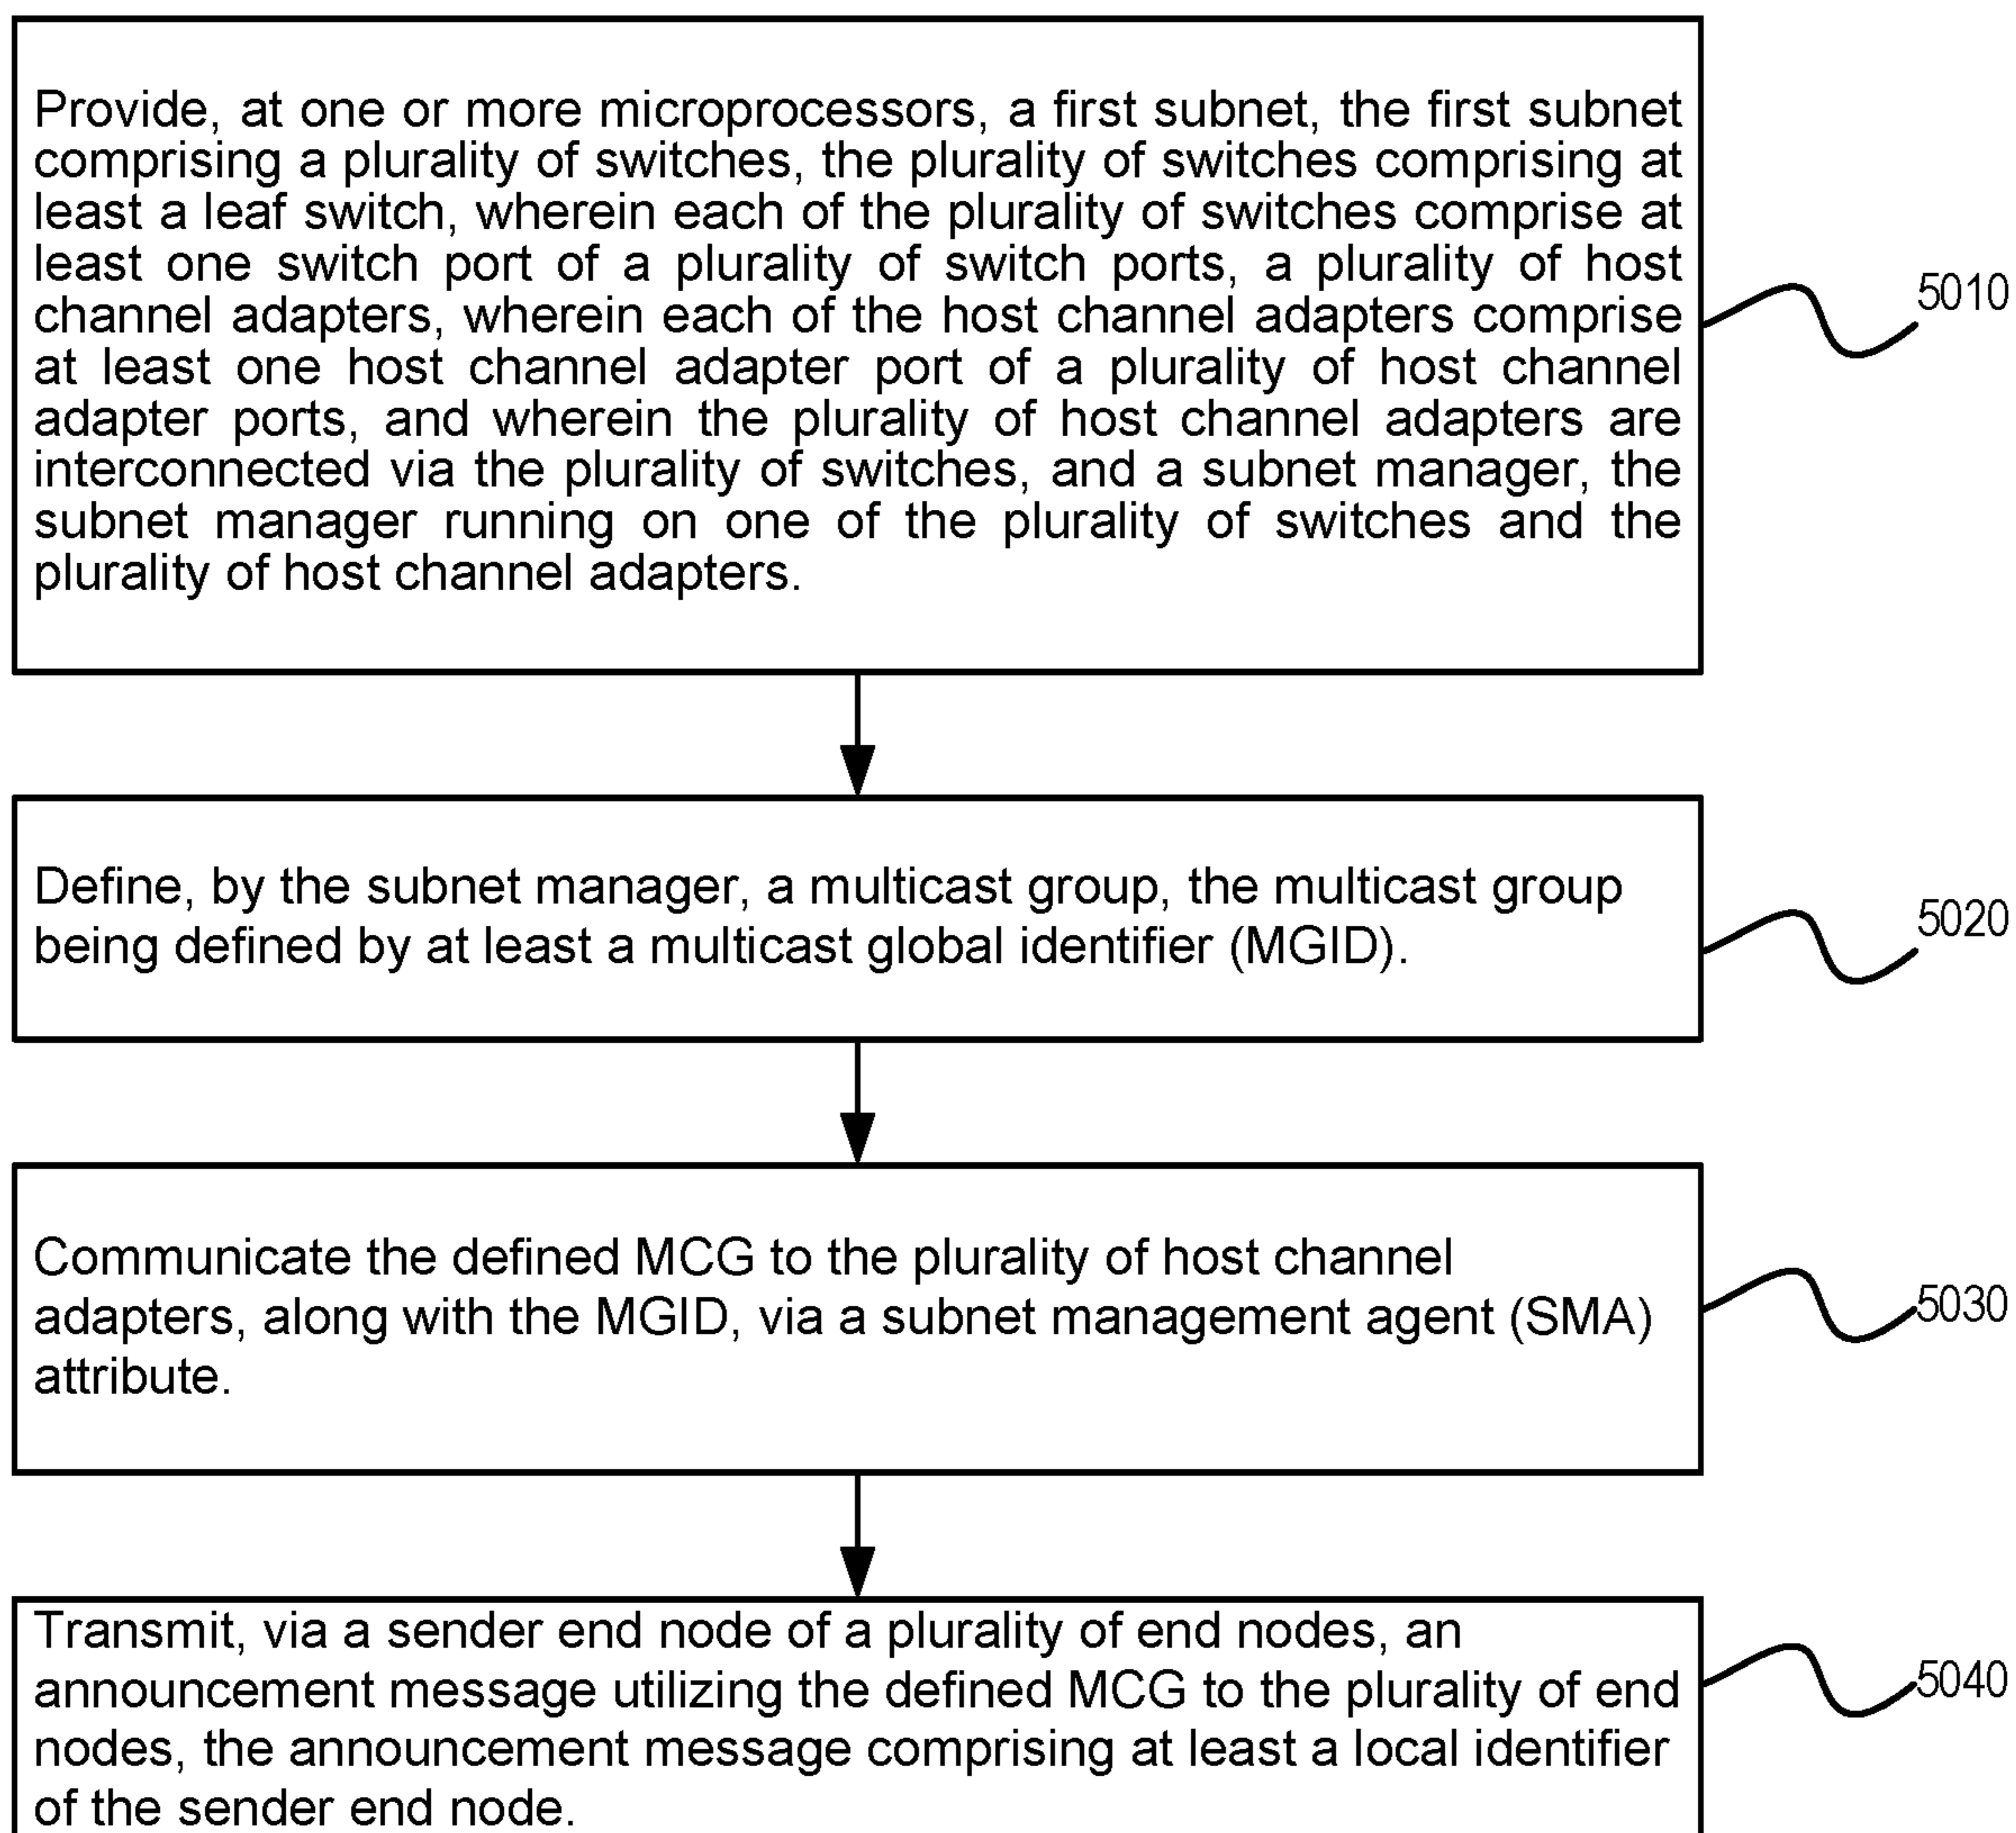 Provide, at one or more microprocessors, a first subnet, the first subnet
comprising a plurality of switches, the plurality of switches comprising at
least a leaf switch, wherein each of the plurality of switches comprise at
least one switch port of a plurality of switch ports, a plurality of host
channel adapters, wherein each of the host channel adapters comprise
at least one host channel adapter port of a plurality of host channel
adapter ports, and wherein the plurality of host channel adapters are
interconnected via the plurality of switches, and a subnet manager, the
subnet manager running on one of the plurality of switches and the
plurality of host channel adapters.
5010
Define, by the subnet manager, a multicast group, the multicast group
being defined by at least a multicast global identifier (MGID).
5020
Communicate the defined MCG to the plurality of host channel
adapters, along with the MGID, via a subnet management agent (SMA)
attribute.
5030
Transmit, via a sender end node of a plurality of end nodes, an
announcement message utilizing the defined MCG to the plurality of end
nodes, the announcement message comprising at least a local identifier
of the sender end node.
5040